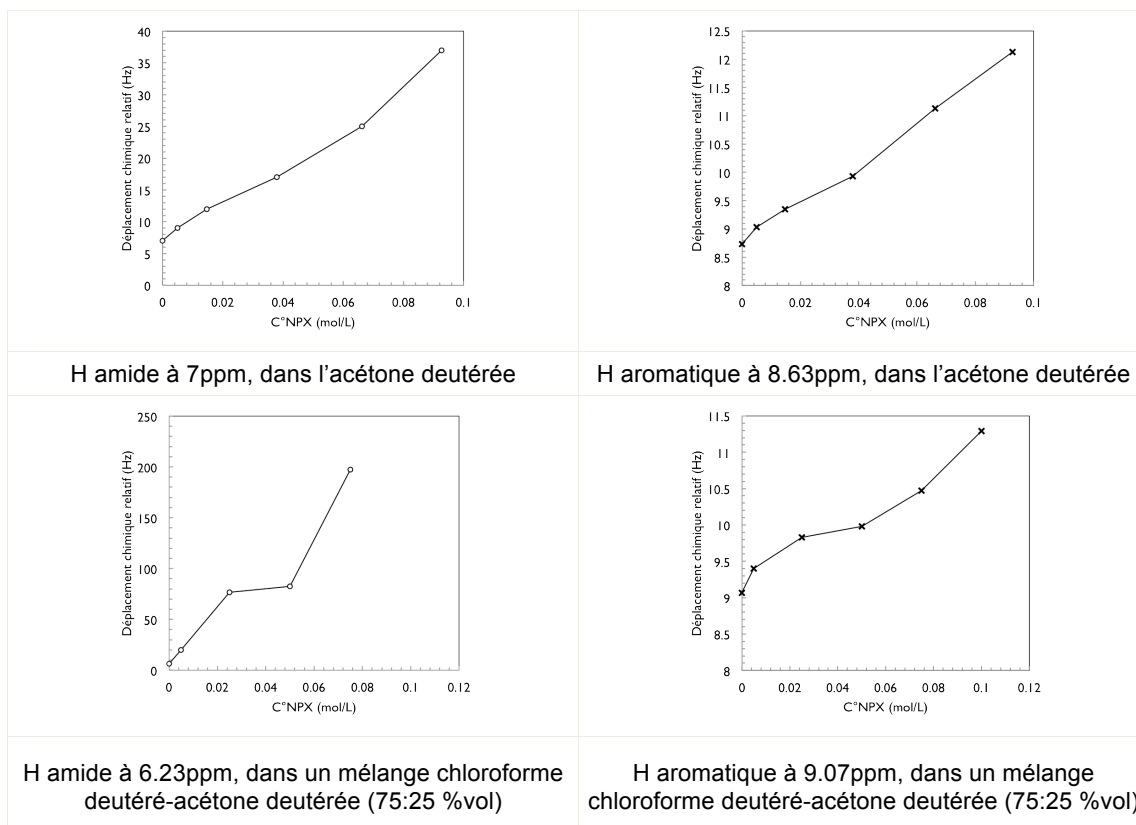 Déplacement chimique relatif (Hz)
40
35
30
25
20
15
10
5
0
0 0.02 0.04 0.06 0.08 0.1
C°NPX (mol/L)
H amide à 7ppm, dans l'acétone deutérée
Déplacement chimique relatif (Hz)
12.5
12
11.5
11
10.5
10
9.5
9
8.5
8
0 0.02 0.04 0.06 0.08 0.1
C°NPX (mol/L)
H aromatique à 8.63ppm, dans l'acétone deutérée
Déplacement chimique relatif (Hz)
250
200
150
100
50
0
0 0.02 0.04 0.06 0.08 0.1 0.12
C°NPX (mol/L)
H amide à 6.23ppm, dans un mélange chloroforme
deutéré-acétone deutérée (75:25 %vol)
Déplacement chimique relatif (Hz)
11.5
11
10.5
10
9.5
9
8.5
8
0 0.02 0.04 0.06 0.08 0.1 0.12
C°NPX (mol/L)
H aromatique à 9.07ppm, dans un mélange
chloroforme deutéré-acétone deutérée (75:25 %vol)